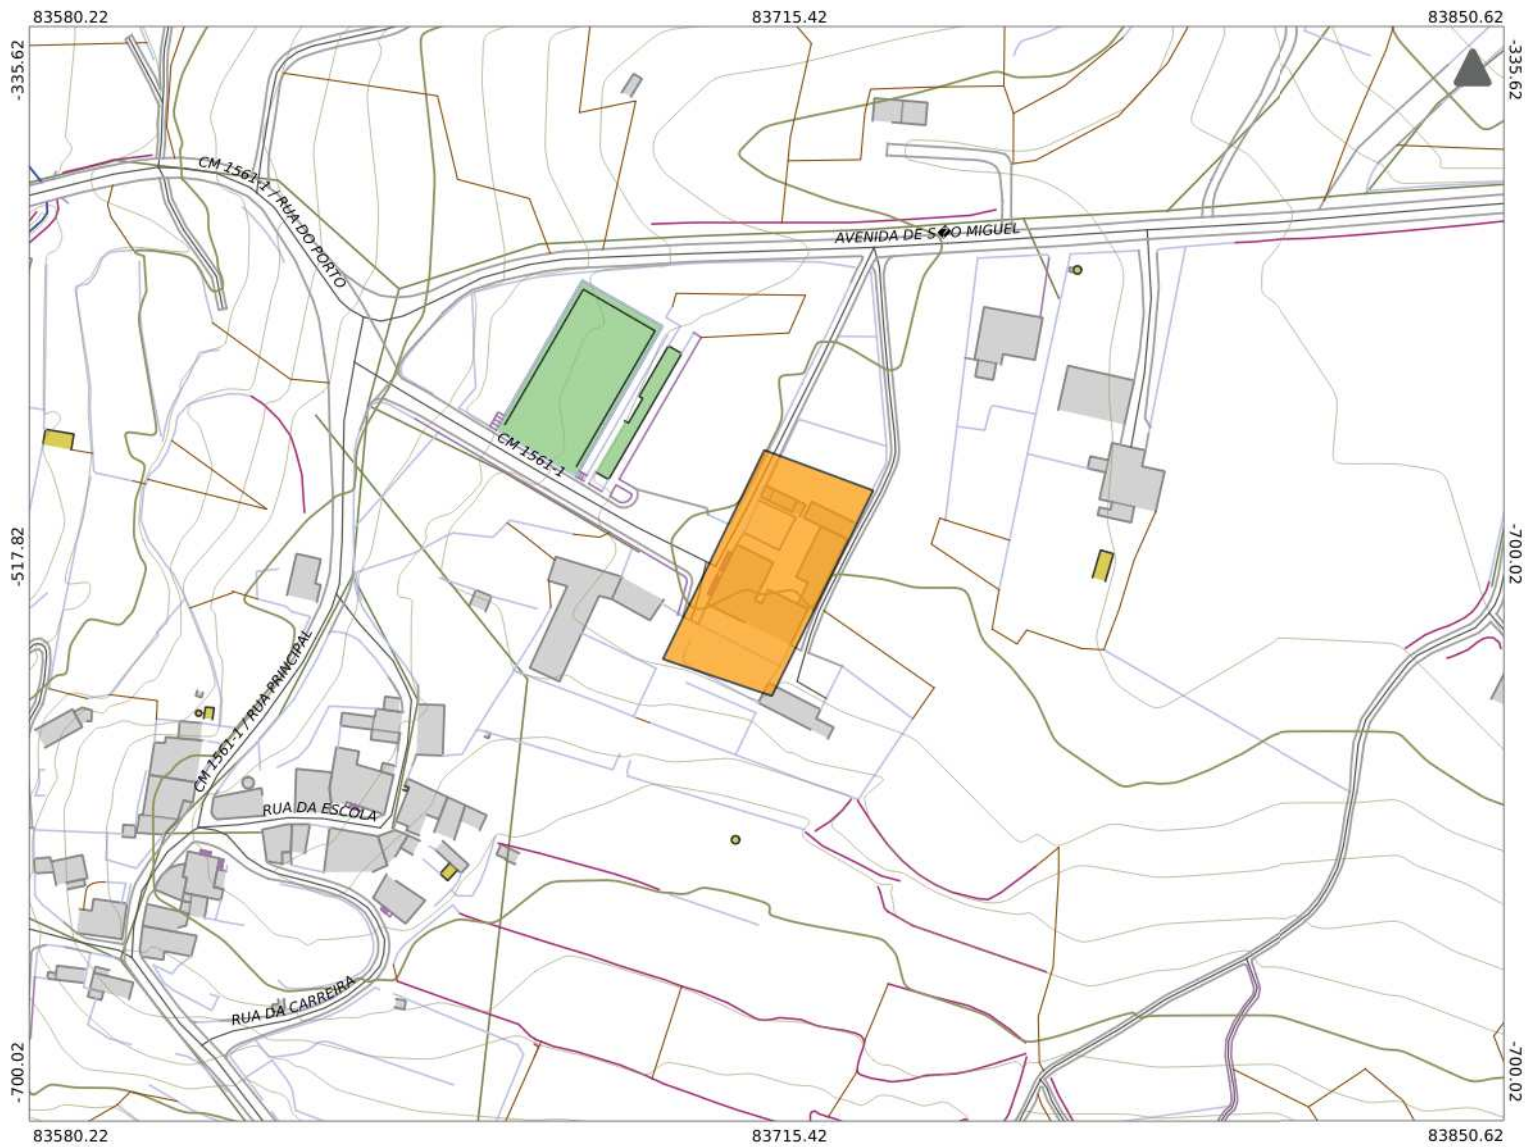 83580.22
83715.42
83850.62
-335.62
-335.62
CM 1561-1 / RUA DO PORTO
AVENIDA DE S�O MIGUEL
CM 1561-1
-517.82
-700.02
CM 1561-1 / RUA PRINCIPAL
RUA DA ESCOLA
RUA DA CARREIRA
-700.02
-700.02
83580.22
83715.42
83850.62